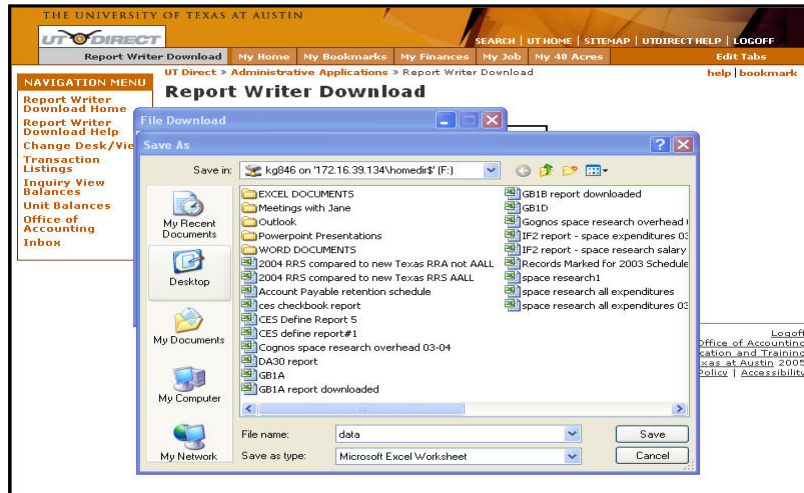 THE UNIVERSITY OF TEXAS AT AUSTIN
UT DIRECT
SEARCH | UT HOME | SITEMAP | UTDIRECT HELP | LOGOFF
Report Writer Download My Home My Bookmarks My Finances My Job My 40 Acres Edit Tabs
UT Direct > Administrative Applications > Report Writer Download
help | bookmark
Report Writer Download
NAVIGATION MENU
Report Writer
Download Home
Report Writer
Download Help
Change Desk/Vie
Transaction
Listings
Inquiry View
Balances
Unit Balances
Office of
Accounting
Inbox
File Download
Save As
Save in:
kg846 on '172.16.39.134\homedir$' (F:)
My Recent
Documents
Desktop
My Documents
My Computer
My Network
EXCEL DOCUMENTS
Meetings with Jane
Outlook
Powerpoint Presentations
WORD DOCUMENTS
2004 RRS compared to new Texas RRA not AALL
2004 RRS compared to new Texas RRS AALL
Account Payable retention schedule
ces checkbook report
CES Define Report 5
CES define report#1
Cognos space research overhead 03-04
DA30 report
GB1A
GB1A report downloaded
GB1B report downloaded
GB1D
Gognos space research overhead
IF2 report - space expenditures 03
IF2 report - space research salary
Records Marked for 2003 Schedule
space research1
space research all expenditures
space research all expenditures 03
File name:
data
Save
Save as type:
Microsoft Excel Worksheet
Cancel
Logoff
Office of Accounting
cation and Training
xas at Austin 2005
Policy | Accessibility